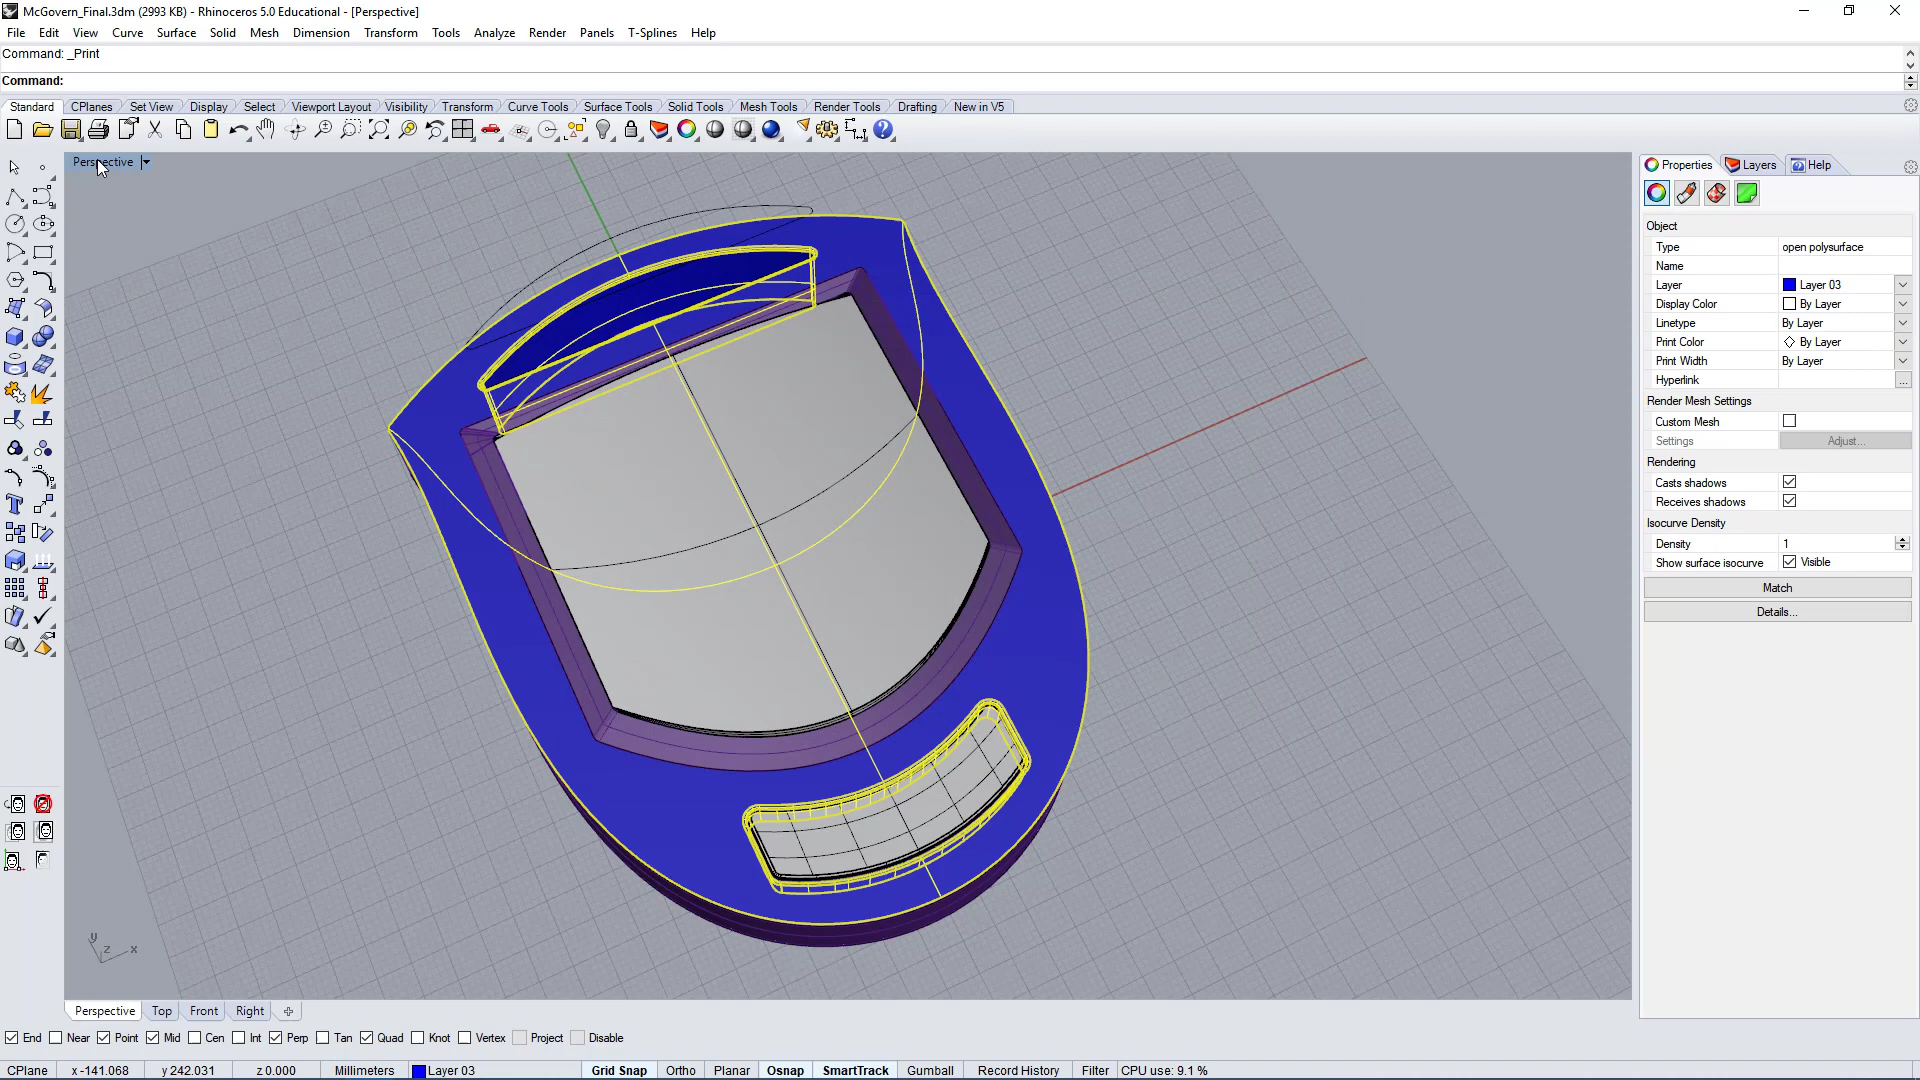 McGovern_Final.3dm (2993 KB) - Rhinoceros 5.0 Educational - [Perspective]
File Edit View Curve Surface Solid Mesh Dimension Transform Tools Analyze Render Panels T-Splines Help
Command: _Print
Command:
Standard CPlanes Set View Display Select Viewport Layout Visibility Transform Curve Tools Surface Tools Solid Tools Mesh Tools Render Tools Drafting New in V5
Perspective
Properties Layers Help
Object
Type open polysurface
Name
Layer Layer 03
Display Color By Layer
Linetype By Layer
Print Color By Layer
Print Width By Layer
Hyperlink ...
Render Mesh Settings
Custom Mesh
Settings Adjust...
Rendering
Casts shadows
Receives shadows
Isocurve Density
Density 1
Show surface isocurve Visible
Match
Details...
y z x
Perspective Top Front Right
End Near Point Mid Cen Int Perp Tan Quad Knot Vertex Project Disable
CPlane x -141.068 y 242.031 z 0.000 Millimeters Layer 03 Grid Snap Ortho Planar Osnap SmartTrack Gumball Record History Filter CPU use: 9.1 %